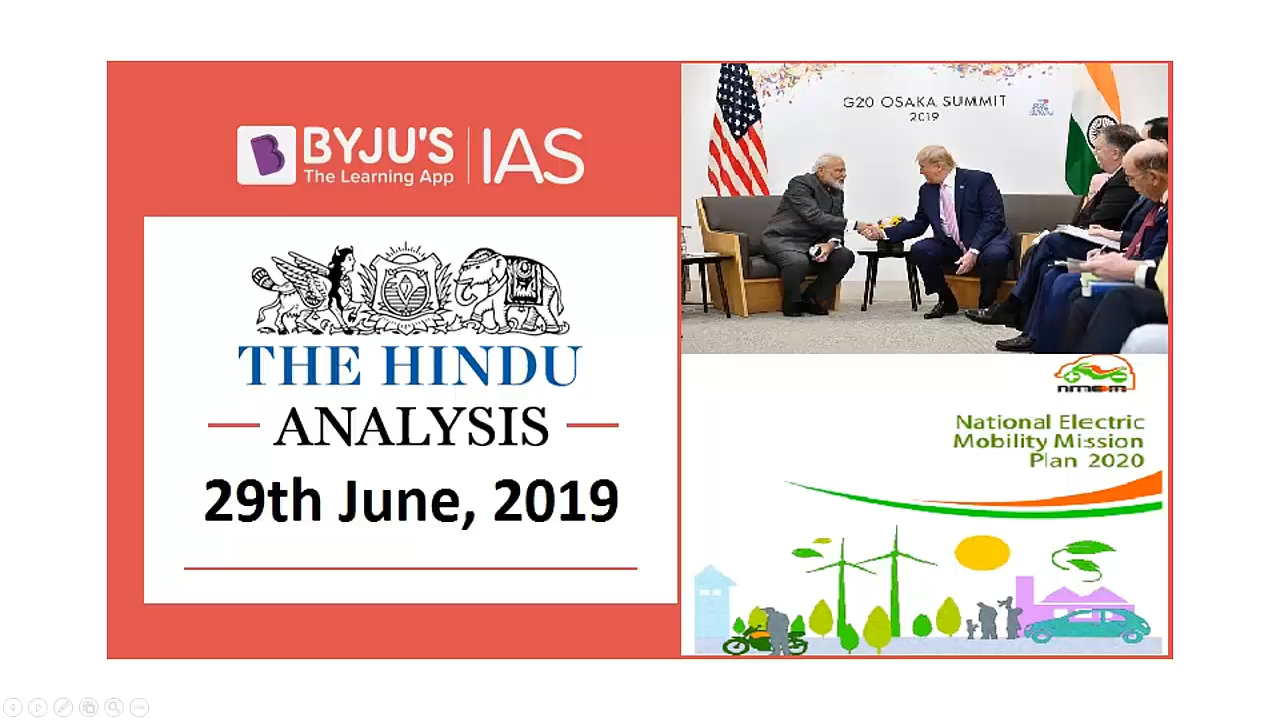 BYJU'S
The Learning App
IAS
THE HINDU
ANALYSIS
29th June, 2019
G20 OSAKA SUMMIT
2019
National Electric
Mobility Mission
Plan 2020